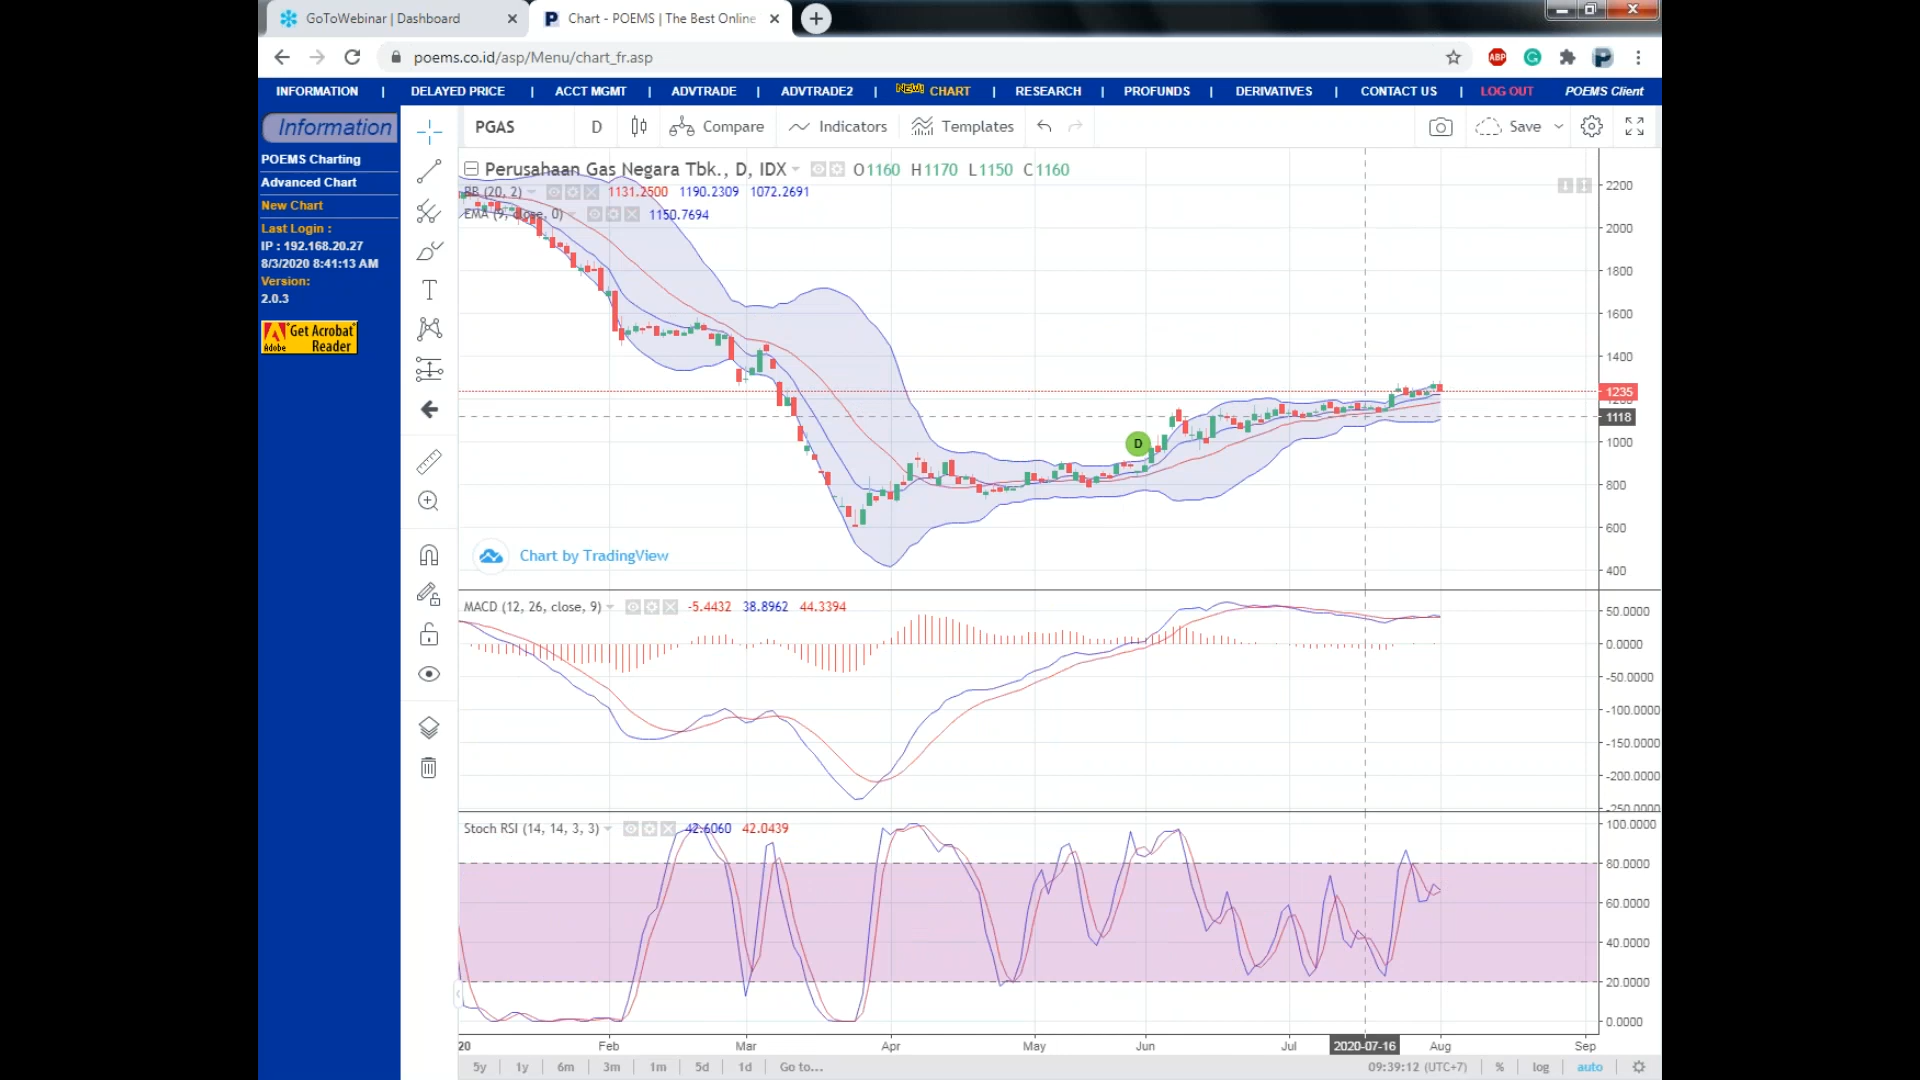 GoToWebinar | Dashboard
Chart - POEMS | The Best Online
poems.co.id/asp/Menu/chart_fr.asp
ABP
INFORMATION | DELAYED PRICE | ACCT MGMT | ADVTRADE | ADVTRADE2 | NEW! CHART | RESEARCH | PROFUNDS | DERIVATIVES | CONTACT US | LOG OUT POEMS Client
Information
POEMS Charting
Advanced Chart
New Chart
Last Login :
IP : 192.168.20.27
8/3/2020 8:41:13 AM
Version:
2.0.3
Get Acrobat
Adobe Reader
PGAS D Compare Indicators Templates Save
Perusahaan Gas Negara Tbk., D, IDX O1160 H1170 L1150 C1160
BB (20, 2) 1131.2500 1190.2309 1072.2691
EMA (9, close, 0) 1150.7694
2200
2000
1800
1600
1400
1235
1200
1118
1000
800
600
400
D
Chart by TradingView
MACD (12, 26, close, 9) -5.4432 38.8962 44.3394
50.0000
0.0000
-50.0000
-100.0000
-150.0000
-200.0000
-250.0000
Stoch RSI (14, 14, 3, 3) 42.6060 42.0439
100.0000
80.0000
60.0000
40.0000
20.0000
0.0000
20 Feb Mar Apr May Jun Jul 2020-07-16 Aug Sep
5y 1y 6m 3m 1m 5d 1d Go to... 09:39:12 (UTC+7) % log auto